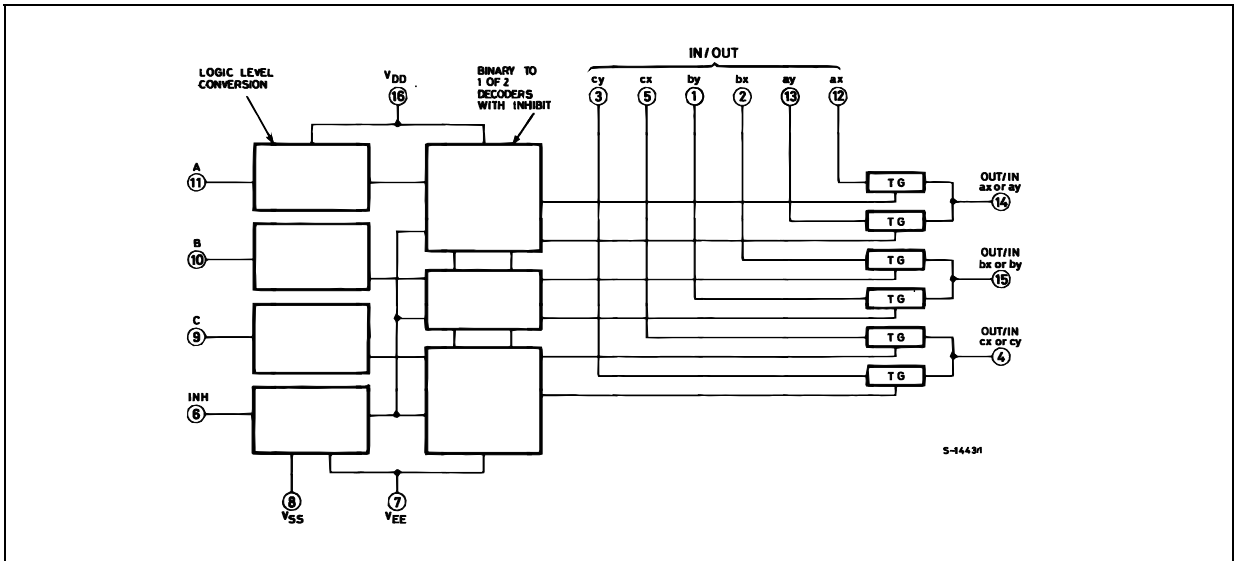 IN/OUT
LOGIC LEVEL
CONVERSION
VDD
16
BINARY TO
1 OF 2
DECODERS
WITH INHIBIT
cy
3
cx
5
by
1
bx
2
ay
13
ax
12
A
11
B
10
C
9
INH
6
TG
TG
TG
TG
TG
TG
OUT/IN
ax or ay
14
OUT/IN
bx or by
15
OUT/IN
cx or cy
4
8
VSS
7
VEE
S-1443/1